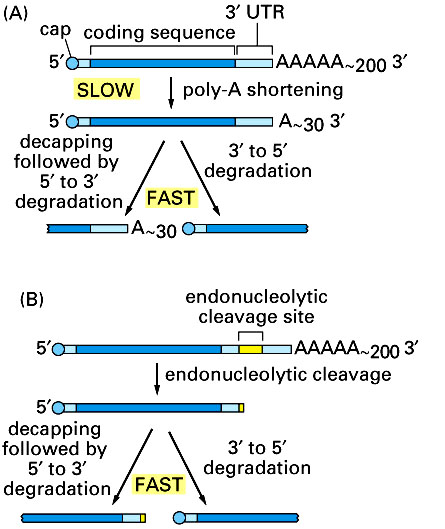 (A)
3′ UTR
cap
coding sequence
5′
AAAAA~200 3′
SLOW
poly-A shortening
5′
A~30 3′
decapping
followed by
5′ to 3′
degradation
3′ to 5′
degradation
FAST
A~30
(B)
endonucleolytic
cleavage site
5′
AAAAA~200 3′
endonucleolytic cleavage
5′
decapping
followed by
5′ to 3′
degradation
3′ to 5′
degradation
FAST